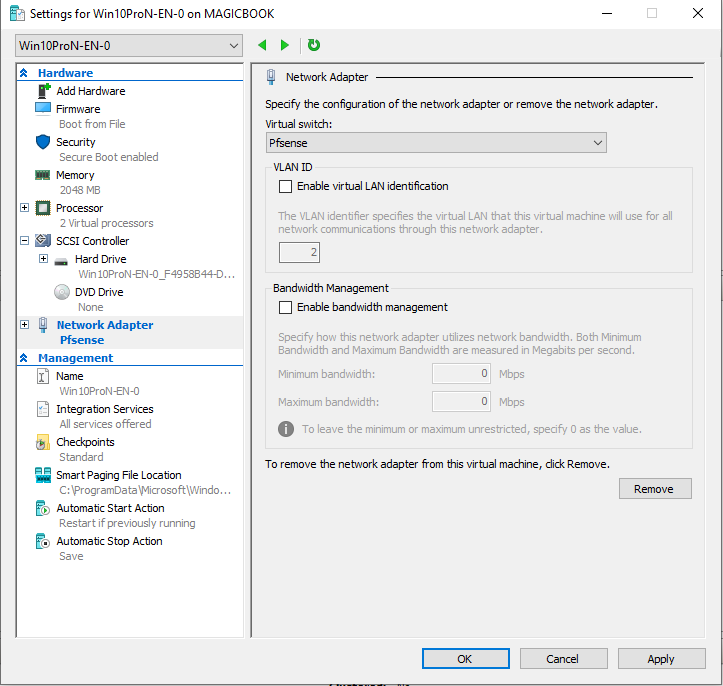 Settings for Win10ProN-EN-0 on MAGICBOOK
Win10ProN-EN-0
Hardware
Add Hardware
Firmware
Boot from File
Security
Secure Boot enabled
Memory
2048 MB
Processor
2 Virtual processors
SCSI Controller
Hard Drive
Win10ProN-EN-0_F4958B44-D...
DVD Drive
None
Network Adapter
Pfsense
Management
Name
Win10ProN-EN-0
Integration Services
All services offered
Checkpoints
Standard
Smart Paging File Location
C:\ProgramData\Microsoft\Windo...
Automatic Start Action
Restart if previously running
Automatic Stop Action
Save
Network Adapter
Specify the configuration of the network adapter or remove the network adapter.
Virtual switch:
Pfsense
VLAN ID
Enable virtual LAN identification
The VLAN identifier specifies the virtual LAN that this virtual machine will use for all
network communications through this network adapter.
2
Bandwidth Management
Enable bandwidth management
Specify how this network adapter utilizes network bandwidth. Both Minimum
Bandwidth and Maximum Bandwidth are measured in Megabits per second.
Minimum bandwidth: 0 Mbps
Maximum bandwidth: 0 Mbps
To leave the minimum or maximum unrestricted, specify 0 as the value.
To remove the network adapter from this virtual machine, click Remove.
Remove
OK Cancel Apply